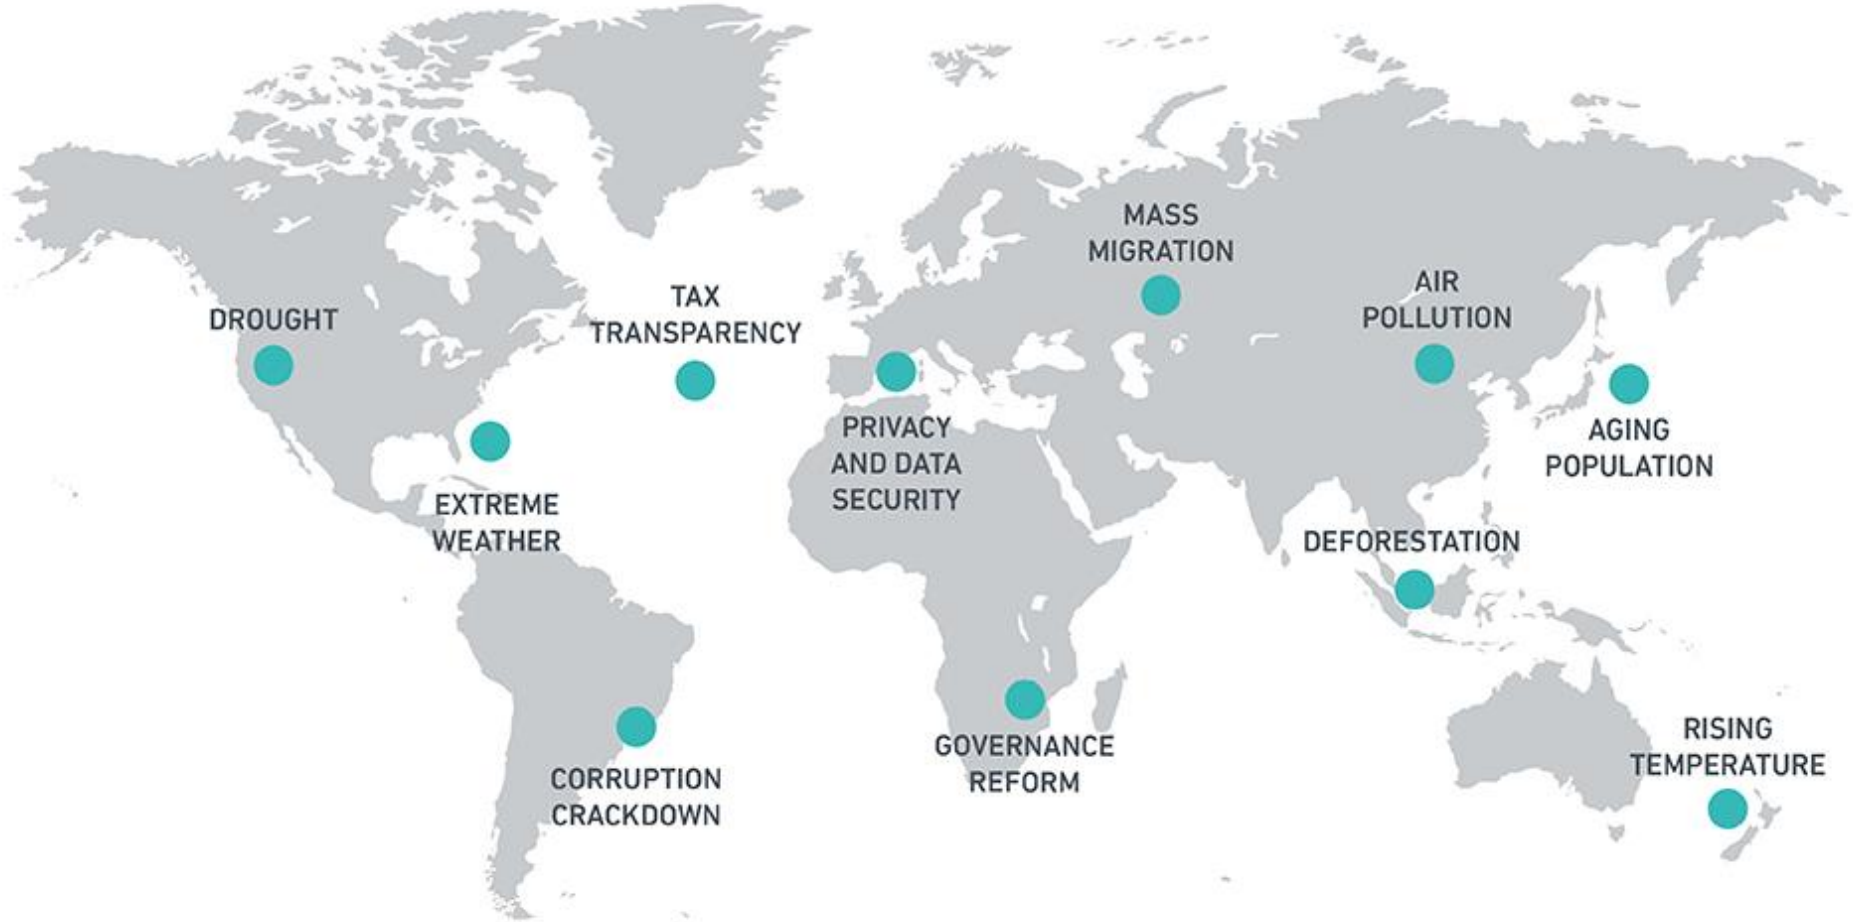 MASS
MIGRATION
AIR
POLLUTION
TAX
TRANSPARENCY
DROUGHT
PRIVACY
AND DATA
SECURITY
AGING
POPULATION
EXTREME
WEATHER
DEFORESTATION
RISING
TEMPERATURE
GOVERNANCE
REFORM
CORRUPTION
CRACKDOWN